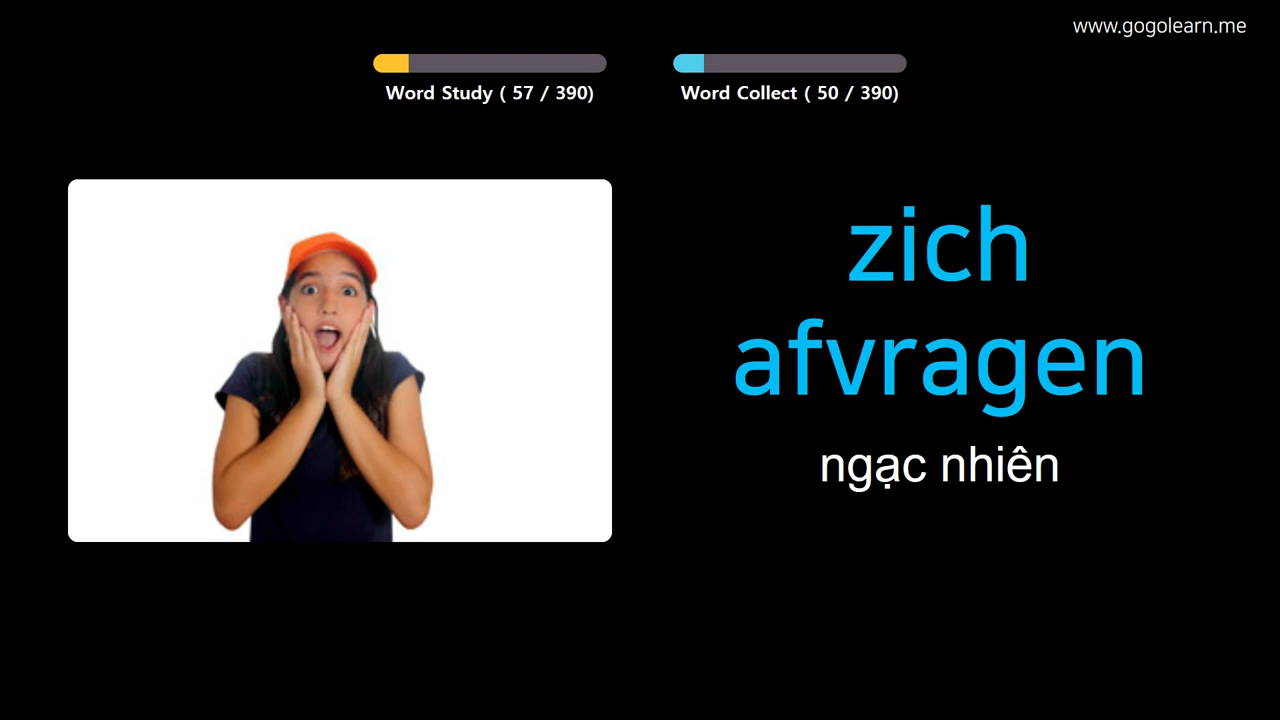 www.gogolearn.me
Word Study ( 57 / 390)
Word Collect ( 50 / 390)
zich
afvragen
ngạc nhiên